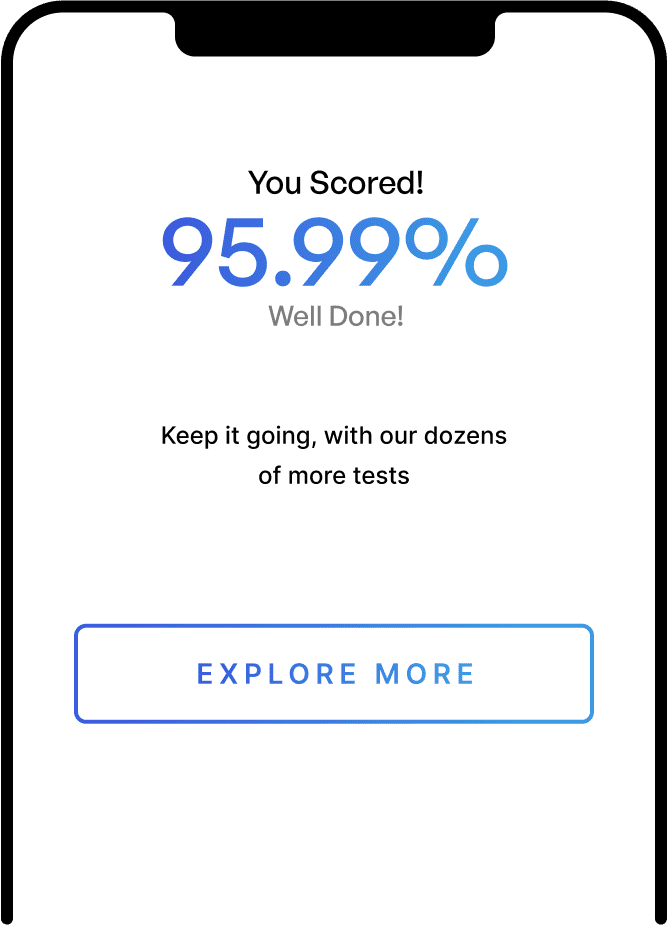 You Scored!
95.99%
Well Done!
Keep it going, with our dozens
of more tests
EXPLORE MORE